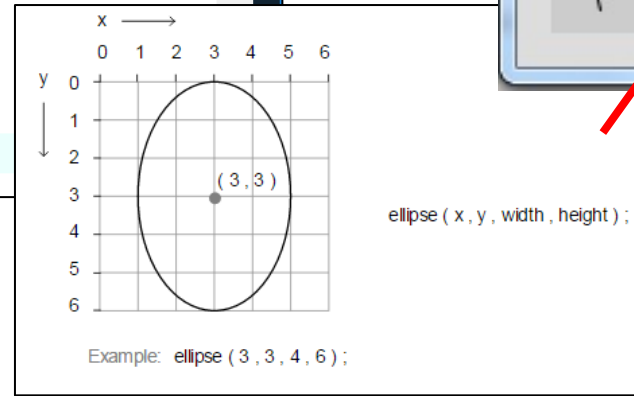 x
0 1 2 3 4 5 6
y
0
1
2
( 3 , 3 )
3
ellipse ( x , y , width , height ) ;
4
5
6
Example: ellipse ( 3 , 3 , 4 , 6 ) ;